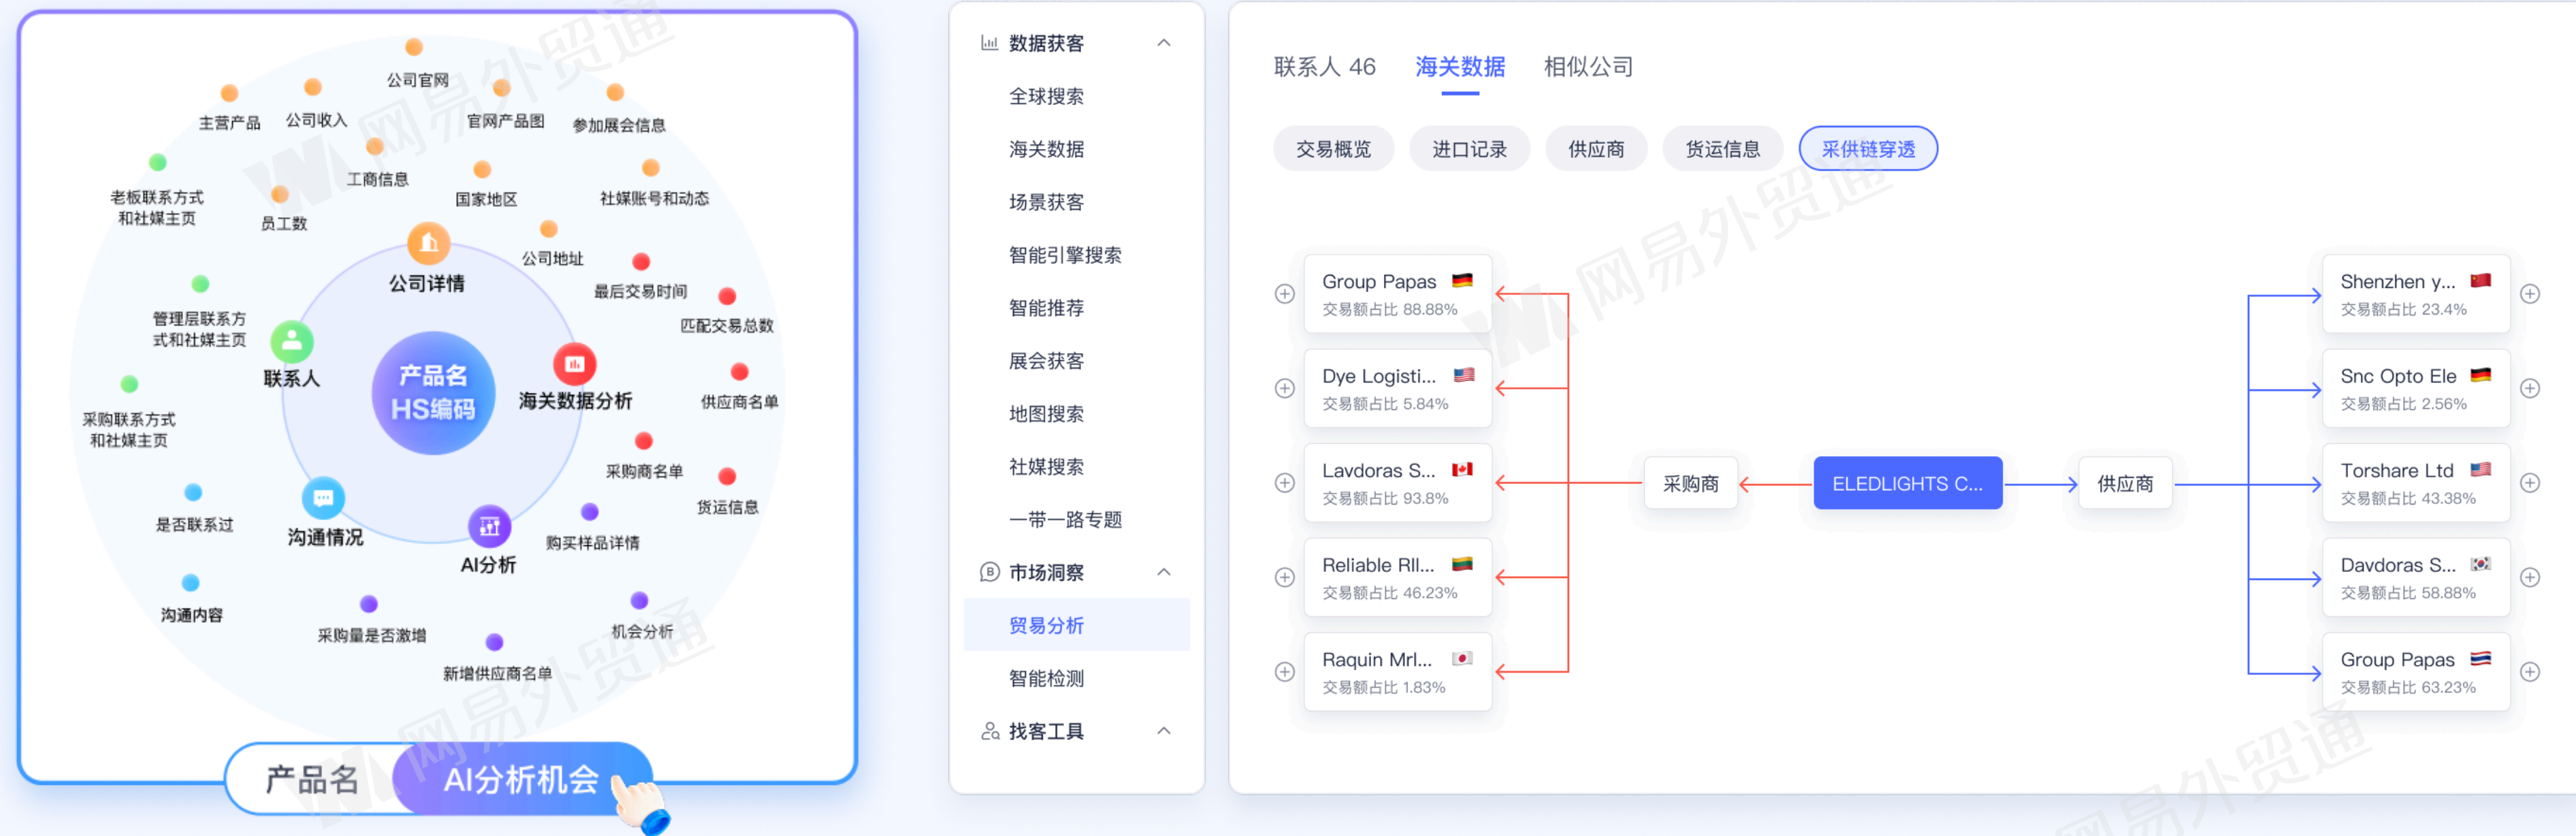 公司官网
主营产品
公司收入
官网产品图
参加展会信息
工商信息
国家地区
社媒账号和动态
老板联系方式
和社媒主页
员工数
公司地址
公司详情
最后交易时间
管理层联系方
式和社媒主页
匹配交易总数
联系人
产品名
HS编码
海关数据分析
供应商名单
采购联系方式
和社媒主页
采购商名单
是否联系过
沟通情况
货运信息
购买样品详情
AI分析
沟通内容
采购量是否激增
机会分析
新增供应商名单
产品名
AI分析机会
网易外贸通
网易外贸通
数据获客
全球搜索
海关数据
场景获客
智能引擎搜索
智能推荐
展会获客
地图搜索
社媒搜索
一带一路专题
市场洞察
贸易分析
智能检测
找客工具
联系人 46
海关数据
相似公司
交易概览
进口记录
供应商
货运信息
采供链穿透
Group Papas
交易额占比 88.88%
Dye Logisti...
交易额占比 5.84%
Lavdoras S...
交易额占比 93.8%
Reliable Rll...
交易额占比 46.23%
Raquin Mrl...
交易额占比 1.83%
采购商
ELEDLIGHTS C...
供应商
Shenzhen y...
交易额占比 23.4%
Snc Opto Ele
交易额占比 2.56%
Torshare Ltd
交易额占比 43.38%
Davdoras S...
交易额占比 58.88%
Group Papas
交易额占比 63.23%
网易外贸通
网易外贸通